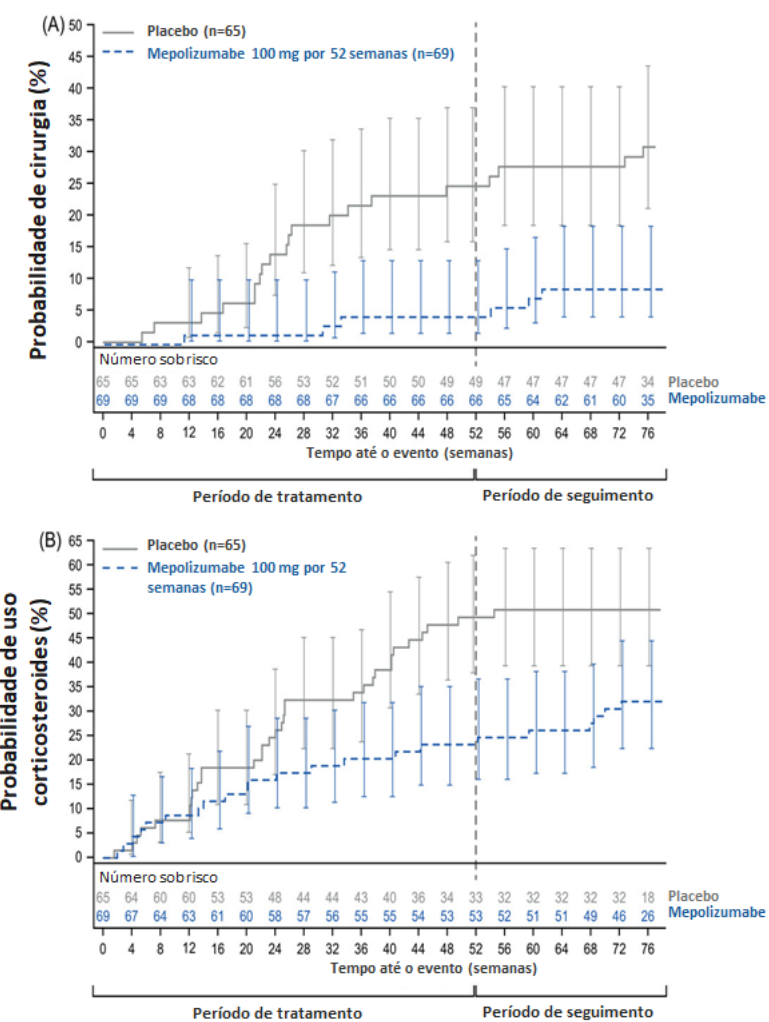 (A)
Placebo (n=65)
Mepolizumabe 100 mg por 52 semanas (n=69)
Probabilidade de cirurgia (%)
50
45
40
35
30
25
20
15
10
5
0
Número sob risco
65 65 63 63 62 61 56 53 52 51 50 50 49 49 47 47 47 47 47 34 Placebo
69 69 69 68 68 68 68 68 67 66 66 66 66 66 65 64 62 61 60 35 Mepolizumabe
0 4 8 12 16 20 24 28 32 36 40 44 48 52 56 60 64 68 72 76
Tempo até o evento (semanas)
Período de tratamento Período de seguimento
(B)
Placebo (n=65)
Mepolizumabe 100 mg por 52
semanas (n=69)
Probabilidade de uso
corticosteroides (%)
65
60
55
50
45
40
35
30
25
20
15
10
5
0
Número sob risco
65 64 60 60 53 53 48 44 44 43 40 36 34 33 32 32 32 32 32 18 Placebo
69 67 64 63 61 60 58 57 56 55 55 54 53 53 52 51 51 49 46 26 Mepolizumabe
0 4 8 12 16 20 24 28 32 36 40 44 48 52 56 60 64 68 72 76
Tempo até o evento (semanas)
Período de tratamento Período de seguimento